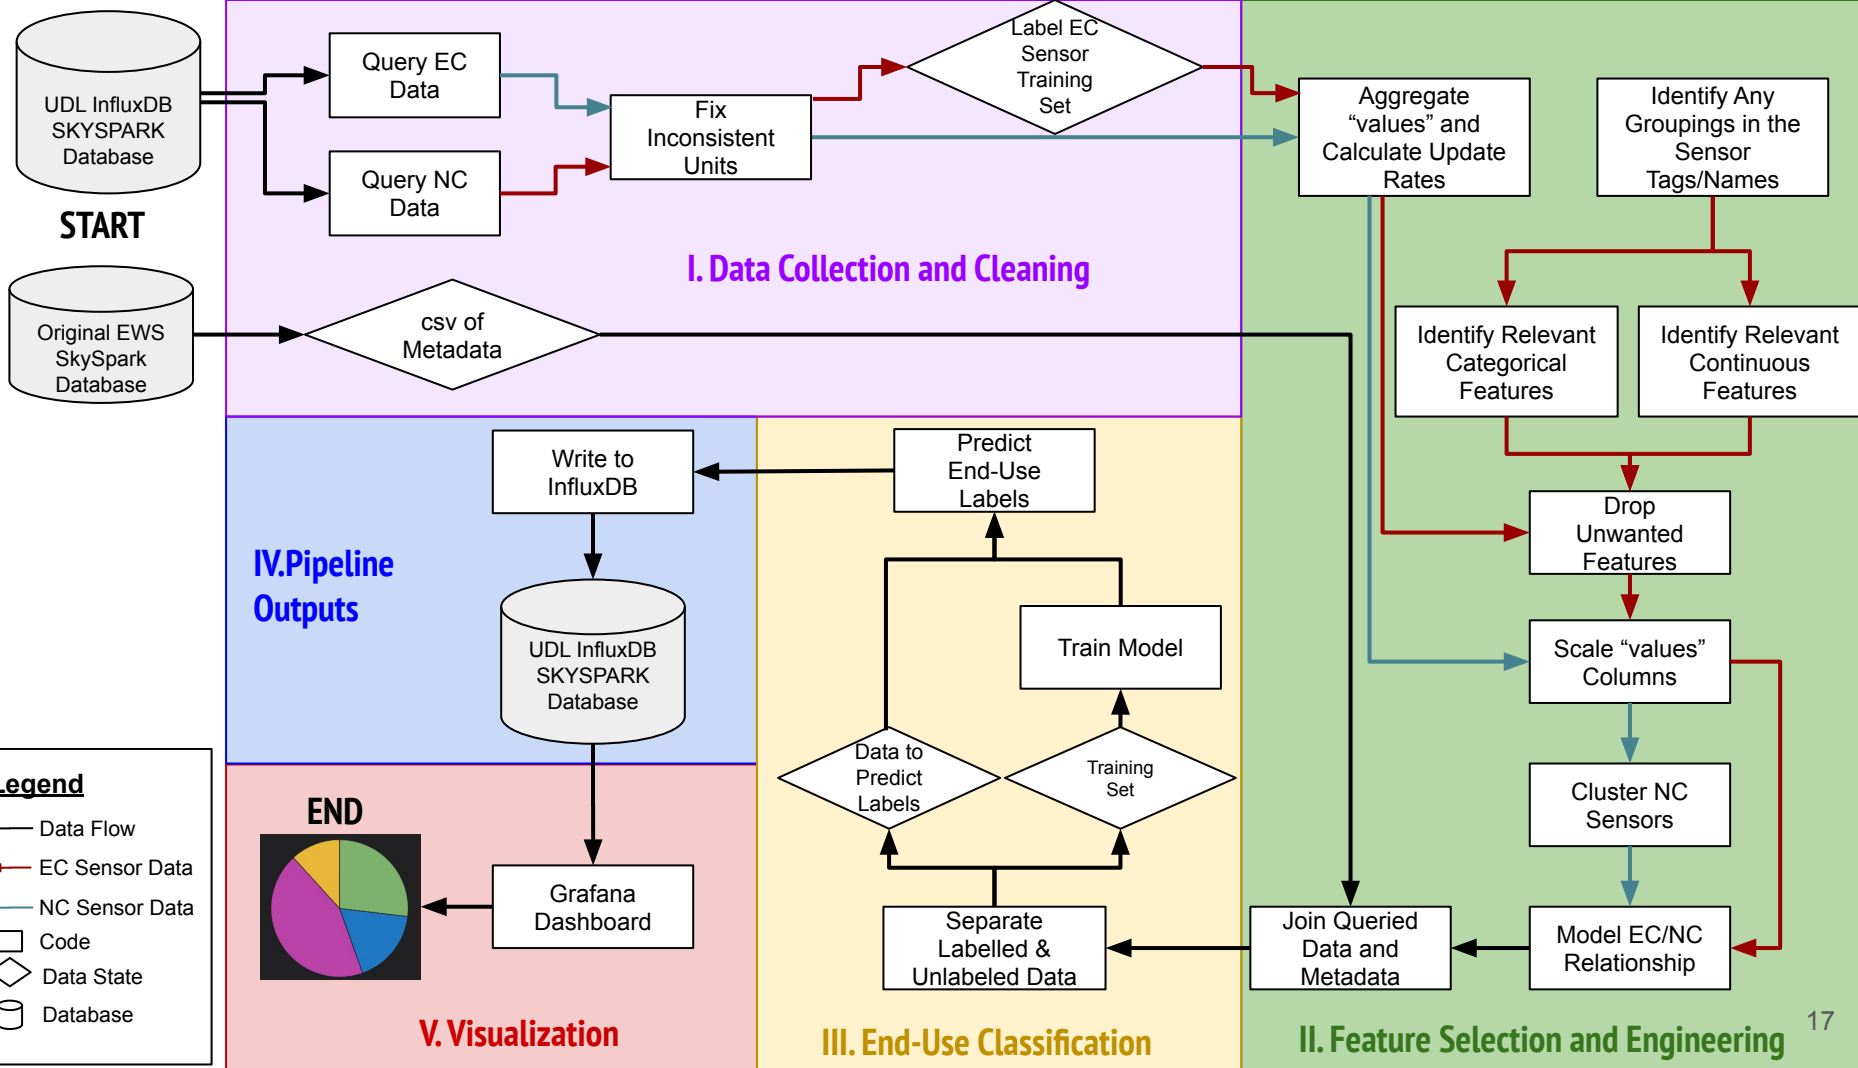 UDL InfluxDB
SKYSPARK
Database
START
Original EWS
SkySpark
Database
Query EC
Data
Query NC
Data
Fix
Inconsistent
Units
Label EC
Sensor
Training
Set
I. Data Collection and Cleaning
csv of
Metadata
Aggregate
“values” and
Calculate Update
Rates
Identify Any
Groupings in the
Sensor
Tags/Names
Identify Relevant
Categorical
Features
Identify Relevant
Continuous
Features
Drop
Unwanted
Features
Scale “values”
Columns
Cluster NC
Sensors
Model EC/NC
Relationship
Join Queried
Data and
Metadata
II. Feature Selection and Engineering
17
Predict
End-Use
Labels
Train Model
Data to
Predict
Labels
Training
Set
Separate
Labelled &
Unlabeled Data
III. End-Use Classification
Write to
InfluxDB
IV.Pipeline
Outputs
UDL InfluxDB
SKYSPARK
Database
END
Grafana
Dashboard
V. Visualization
Legend
Data Flow
EC Sensor Data
NC Sensor Data
Code
Data State
Database